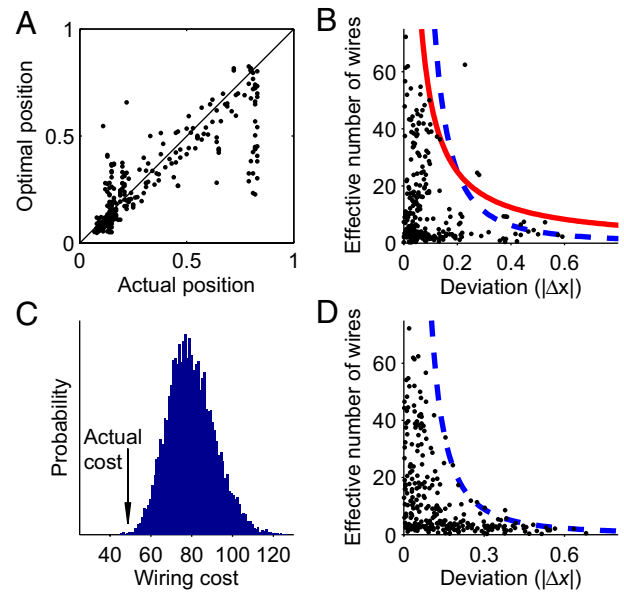 A
1
0.5
0
0
0.5
1
Optimal position
Actual position
B
60
40
20
0
0
0.2
0.4
0.6
Effective number of wires
Deviation (|Δx|)
C
Probability
Actual
cost
40
60
80
100
120
Wiring cost
D
60
40
20
0
0
0.3
0.6
Effective number of wires
Deviation (|Δx|)